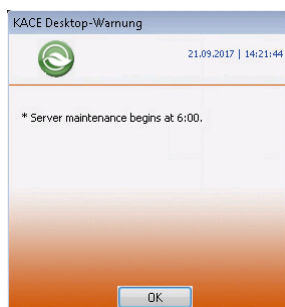 KACE Desktop-Warnung
21.09.2017 | 14:21:44
* Server maintenance begins at 6:00.
OK